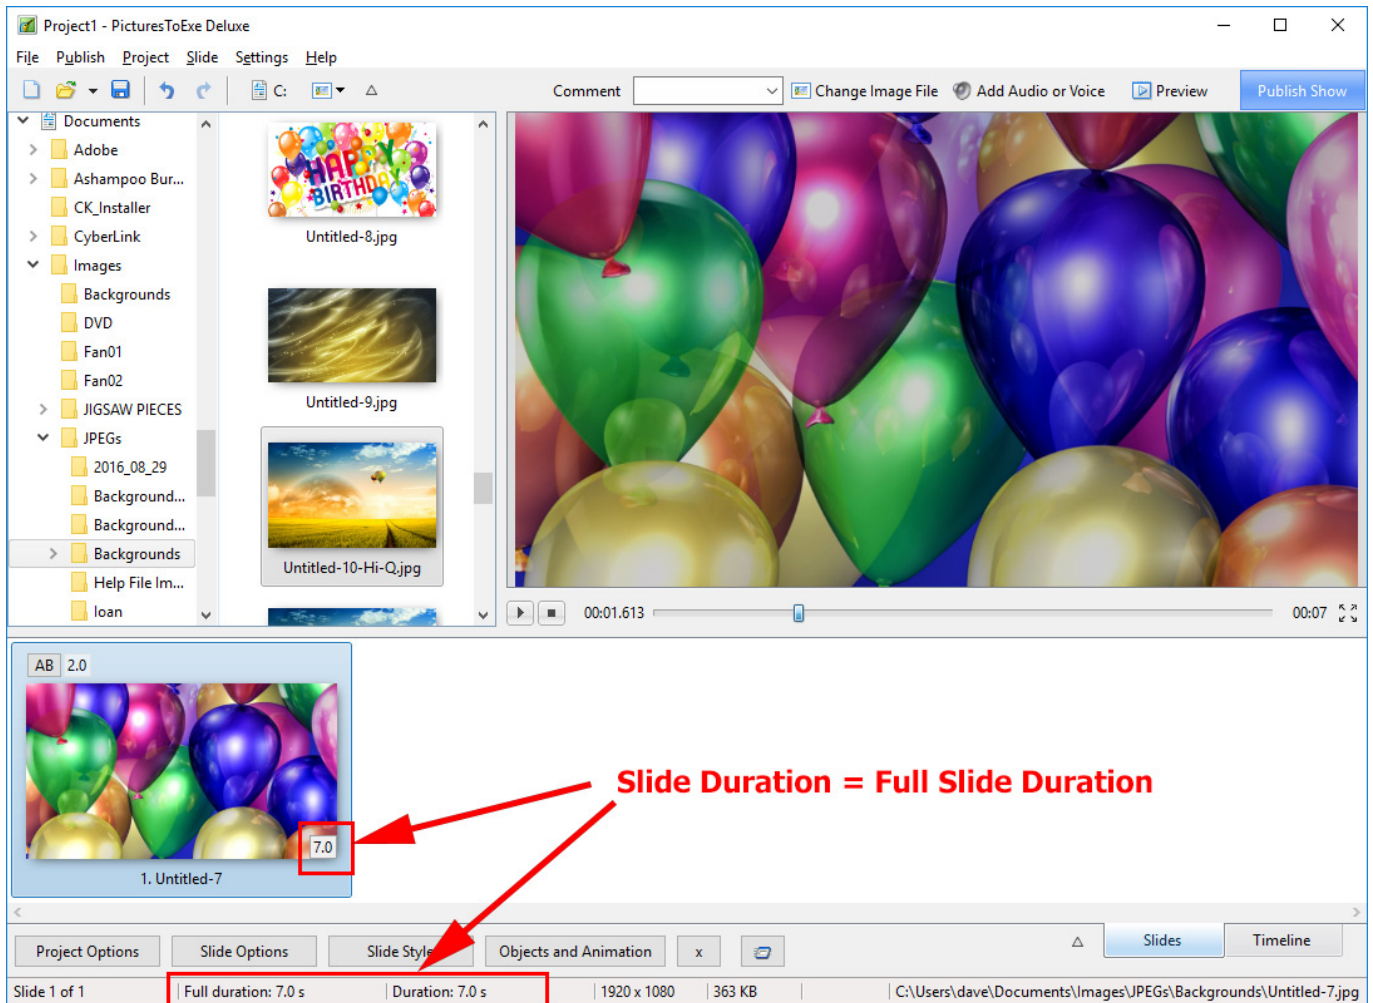 Project1 - PicturesToExe Deluxe
File Publish Project Slide Settings Help
C: Comment Change Image File Add Audio or Voice Preview Publish Show
Documents
Adobe
Ashampoo Bur...
CK_Installer
CyberLink
Images
Backgrounds
DVD
Fan01
Fan02
JIGSAW PIECES
JPEGs
2016_08_29
Background...
Background...
Backgrounds
Help File Im...
Ioan
HAPPY
BIRTHDAY
Untitled-8.jpg
Untitled-9.jpg
Untitled-10-Hi-Q.jpg
00:01.613 00:07
AB 2.0
7.0
1. Untitled-7
Slide Duration = Full Slide Duration
Project Options Slide Options Slide Style Objects and Animation x Slides Timeline
Slide 1 of 1 Full duration: 7.0 s Duration: 7.0 s 1920 x 1080 363 KB C:\Users\dave\Documents\Images\JPEGs\Backgrounds\Untitled-7.jpg